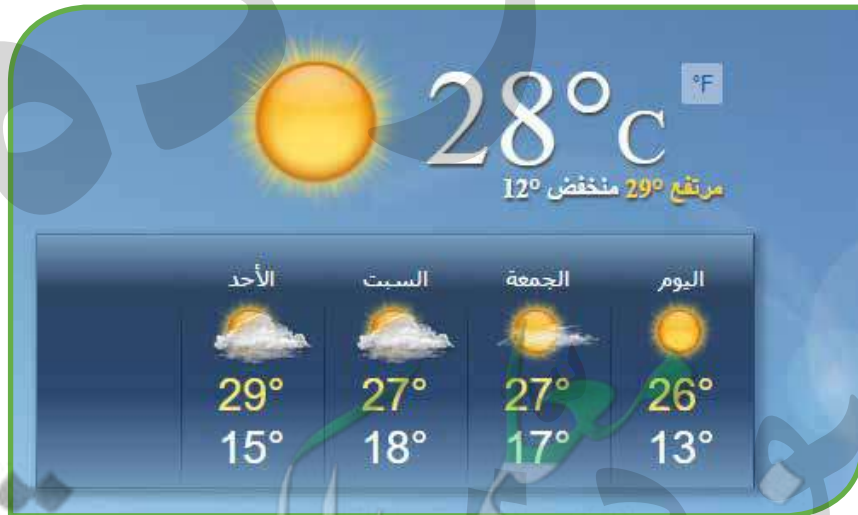 28°C °F
مرتفع 29° منخفض 12°
اليوم الجمعة السبت الأحد
26° 27° 27° 29°
13° 17° 18° 15°